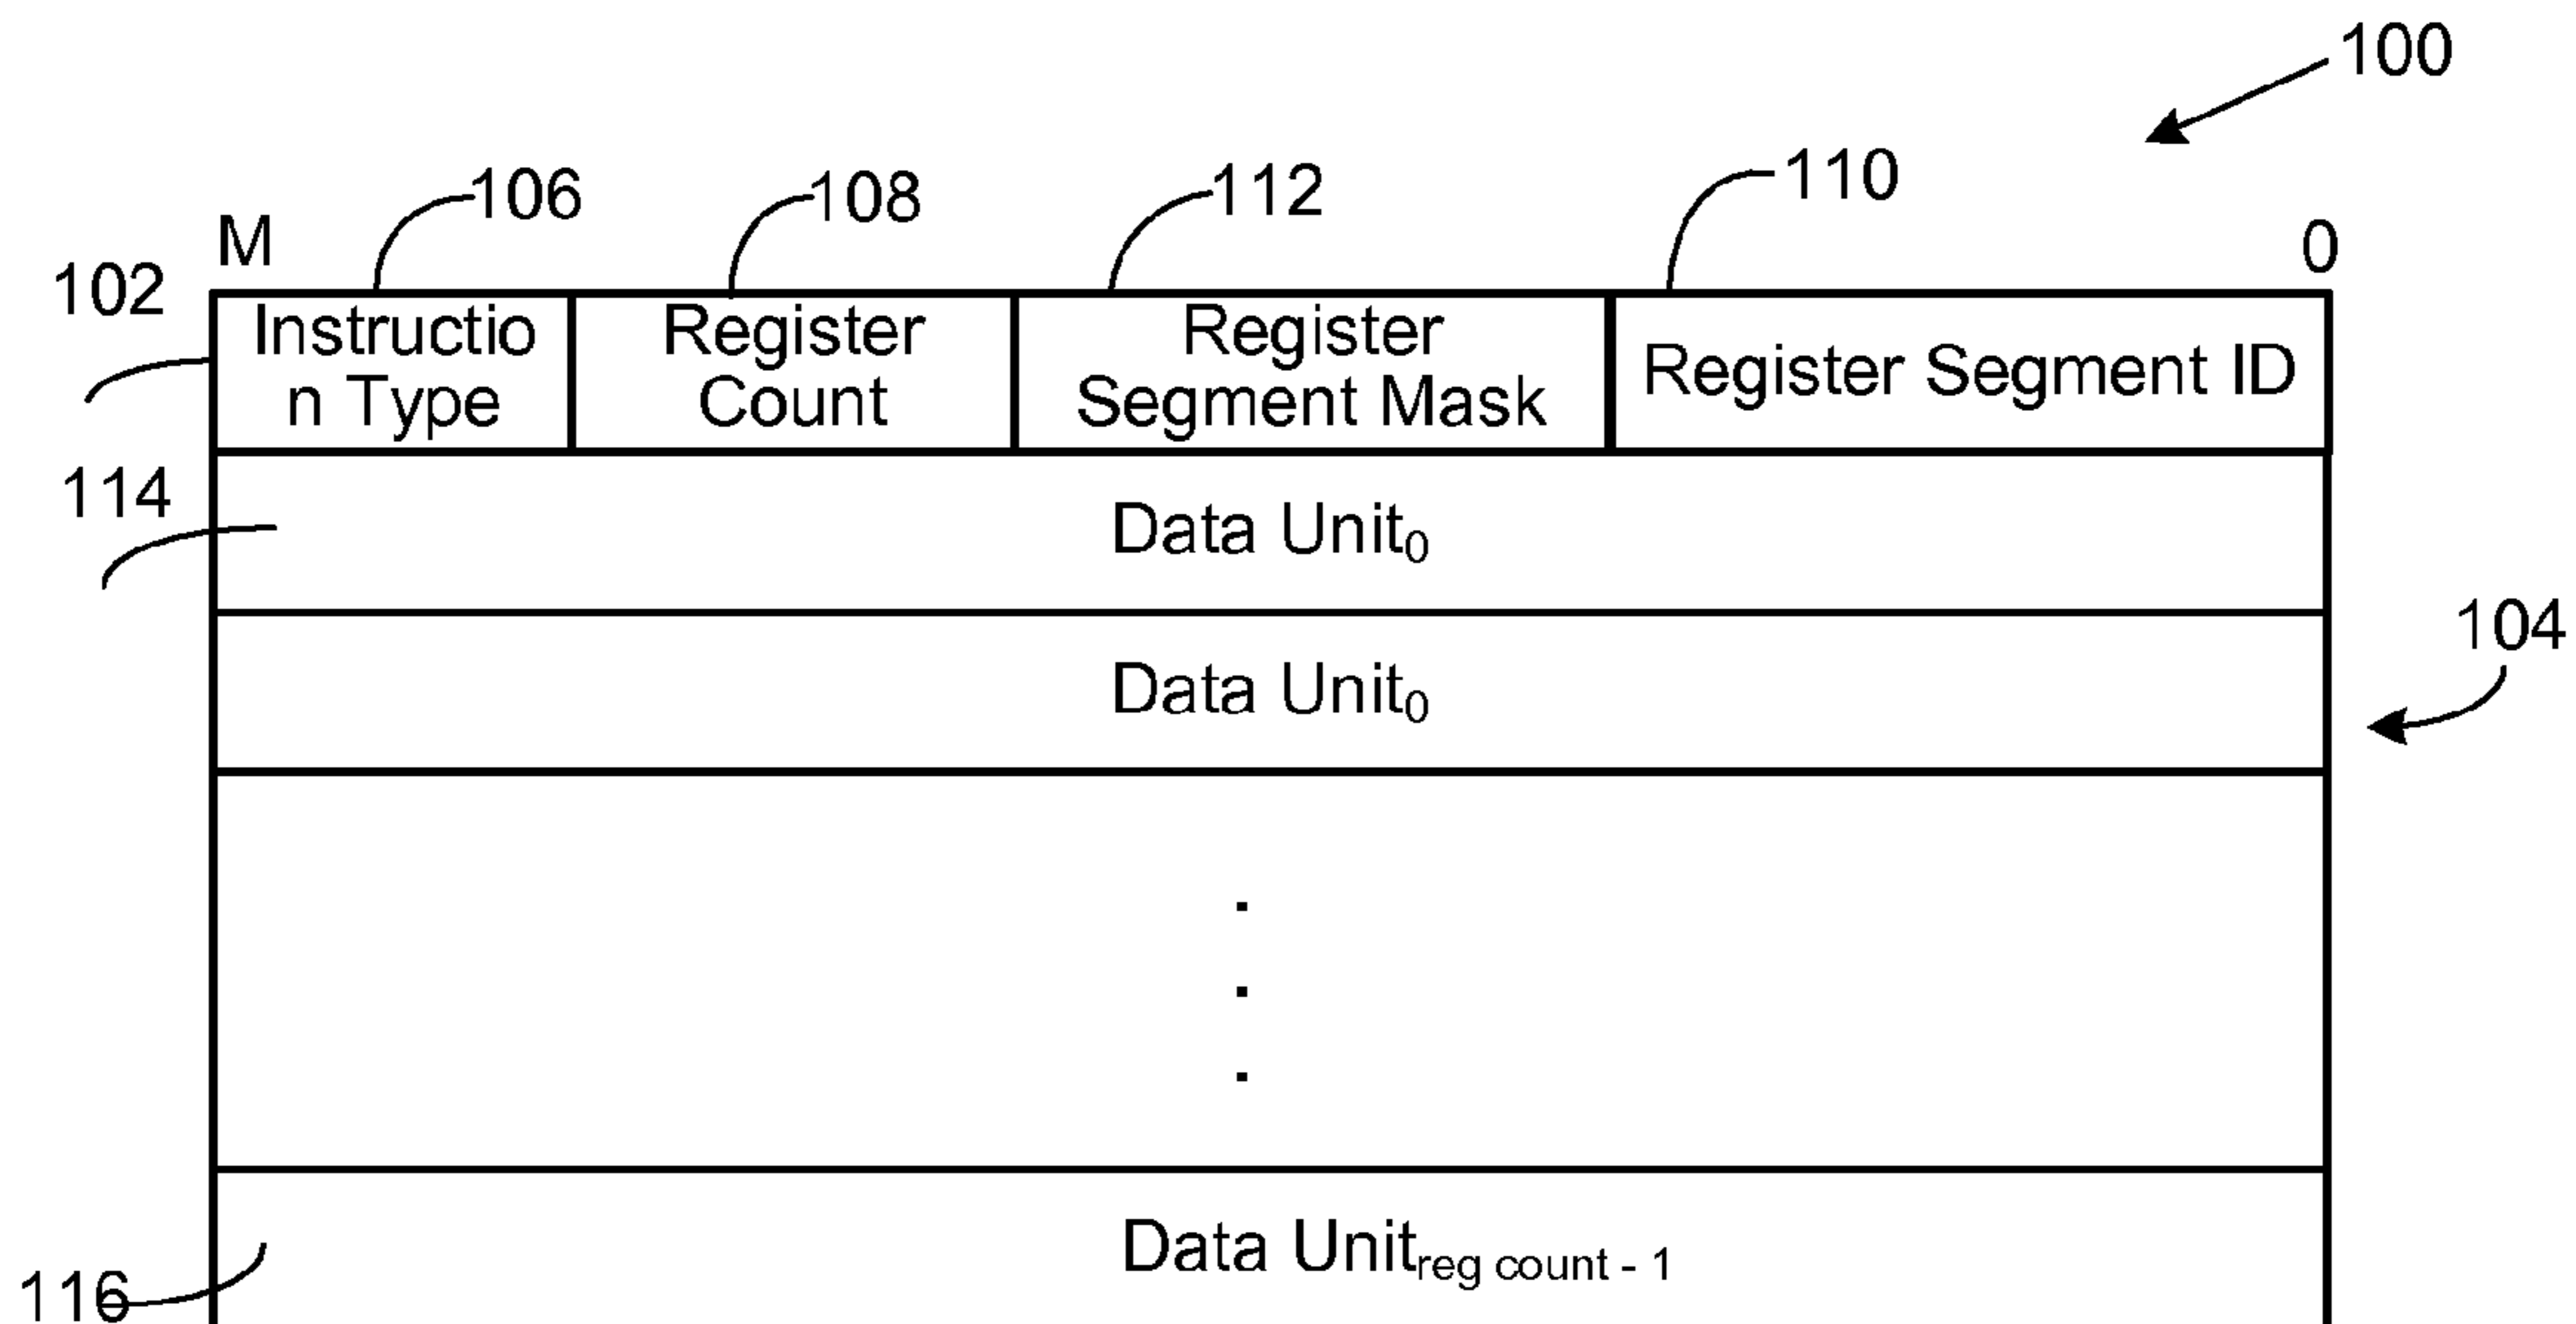 100
106
108
112
110
M
0
102
Instructio
n Type
Register
Count
Register
Segment Mask
Register Segment ID
114
Data Unit0
104
Data Unit0
.
.
.
Data Unitreg count - 1
116